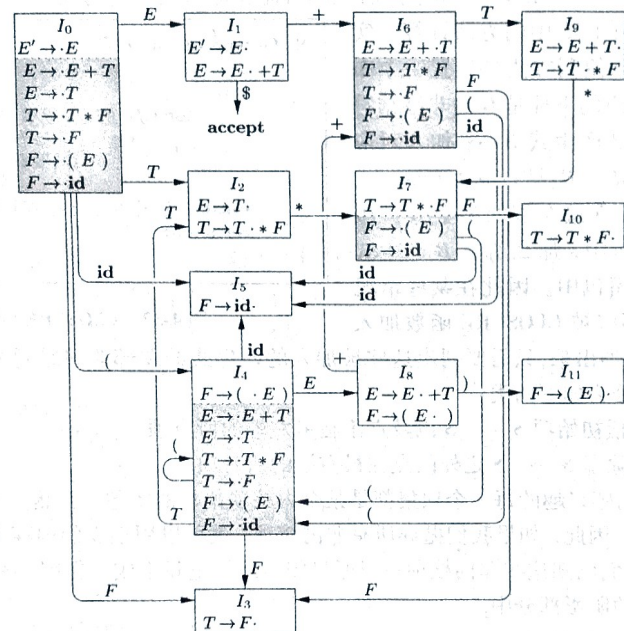 I₀
E' → ·E
E → ·E + T
E → ·T
T → ·T * F
T → ·F
F → ·( E )
F → ·id
E
I₁
E' → E·
E → E · + T
$
accept
+
I₆
E → E + · T
T → ·T * F
T → ·F
F → ·( E )
F → ·id
T
I₉
E → E + T·
T → T · * F
*
F
(
id
+
T
I₂
E → T·
T → T · * F
*
T
I₇
T → T * · F
F → ·( E )
F → ·id
F
(
I₁₀
T → T * F·
id
I₅
F → id·
id
id
id
(
I₄
F → ( · E )
E → ·E + T
E → ·T
T → ·T * F
T → ·F
F → ·( E )
F → ·id
(
T
E
+
I₈
E → E · + T
F → ( E · )
)
I₁₁
F → ( E ) ·
(
(
F
F
F
I₃
T → F·